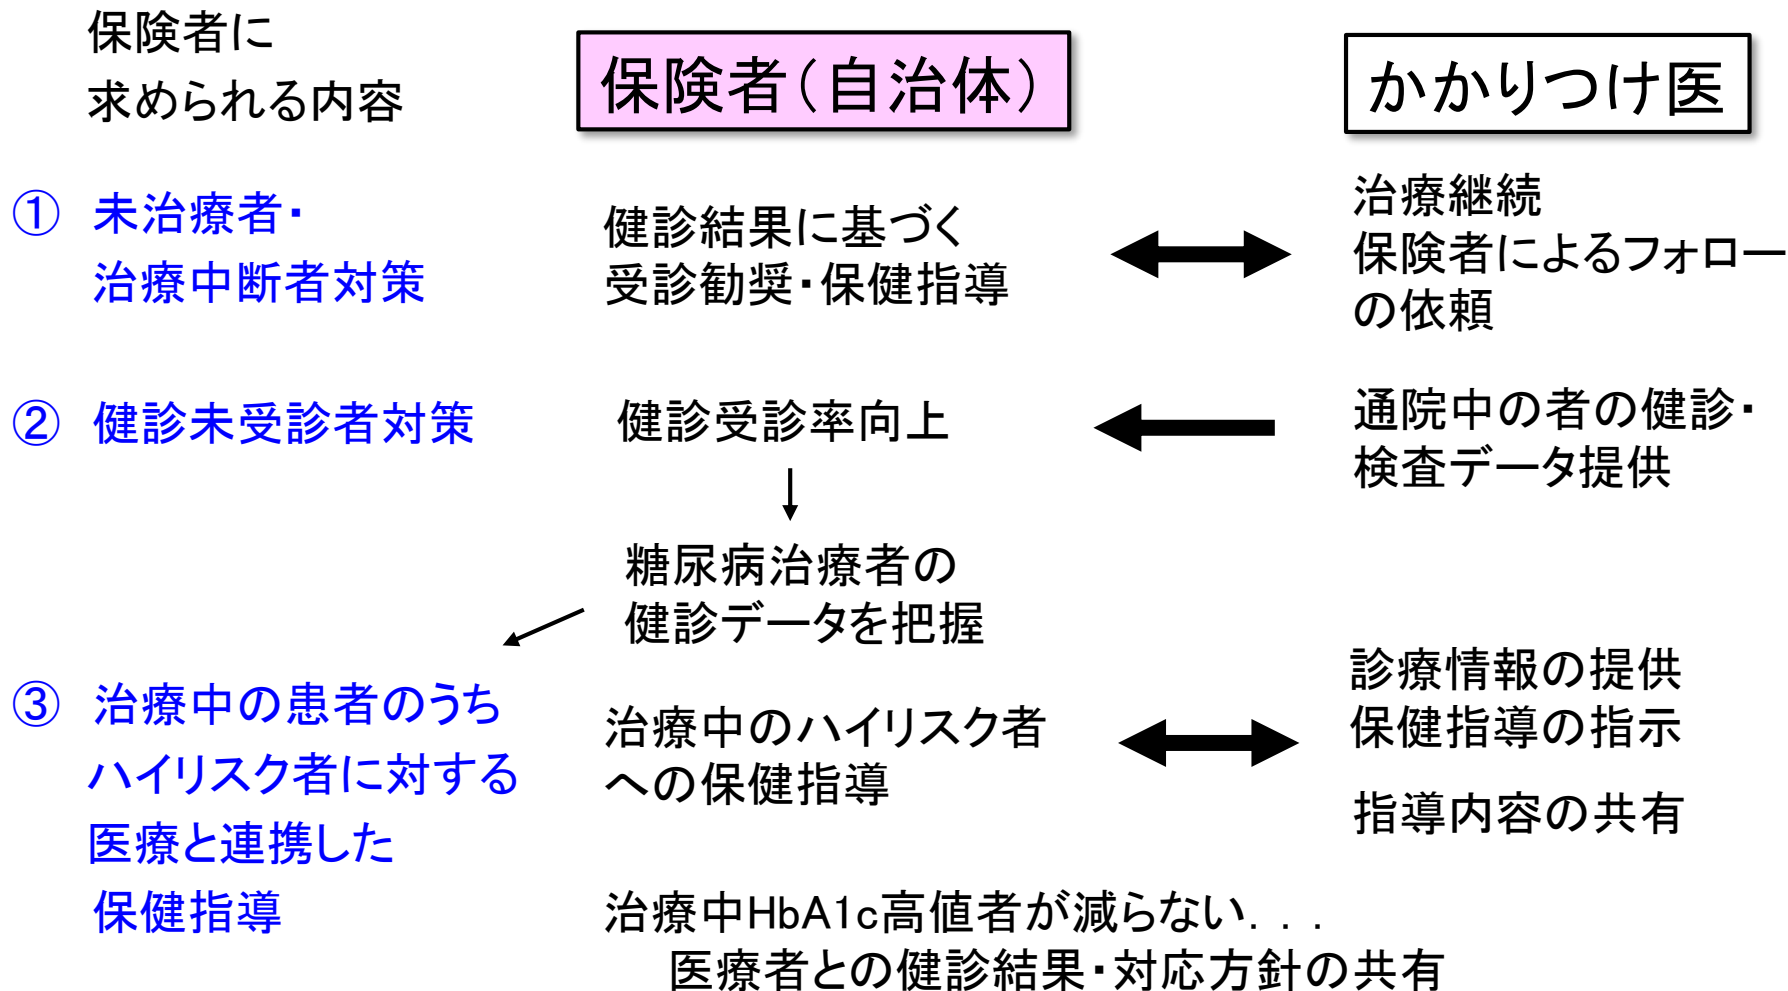 保険者に
求められる内容
保険者（自治体）
かかりつけ医
① 未治療者・
治療中断者対策
健診結果に基づく
受診勧奨・保健指導
治療継続
保険者によるフォロー
の依頼
② 健診未受診者対策
健診受診率向上
通院中の者の健診・
検査データ提供
糖尿病治療者の
健診データを把握
③ 治療中の患者のうち
ハイリスク者に対する
医療と連携した
保健指導
治療中のハイリスク者
への保健指導
診療情報の提供
保健指導の指示
指導内容の共有
治療中HbA1c高値者が減らない．．．
医療者との健診結果・対応方針の共有